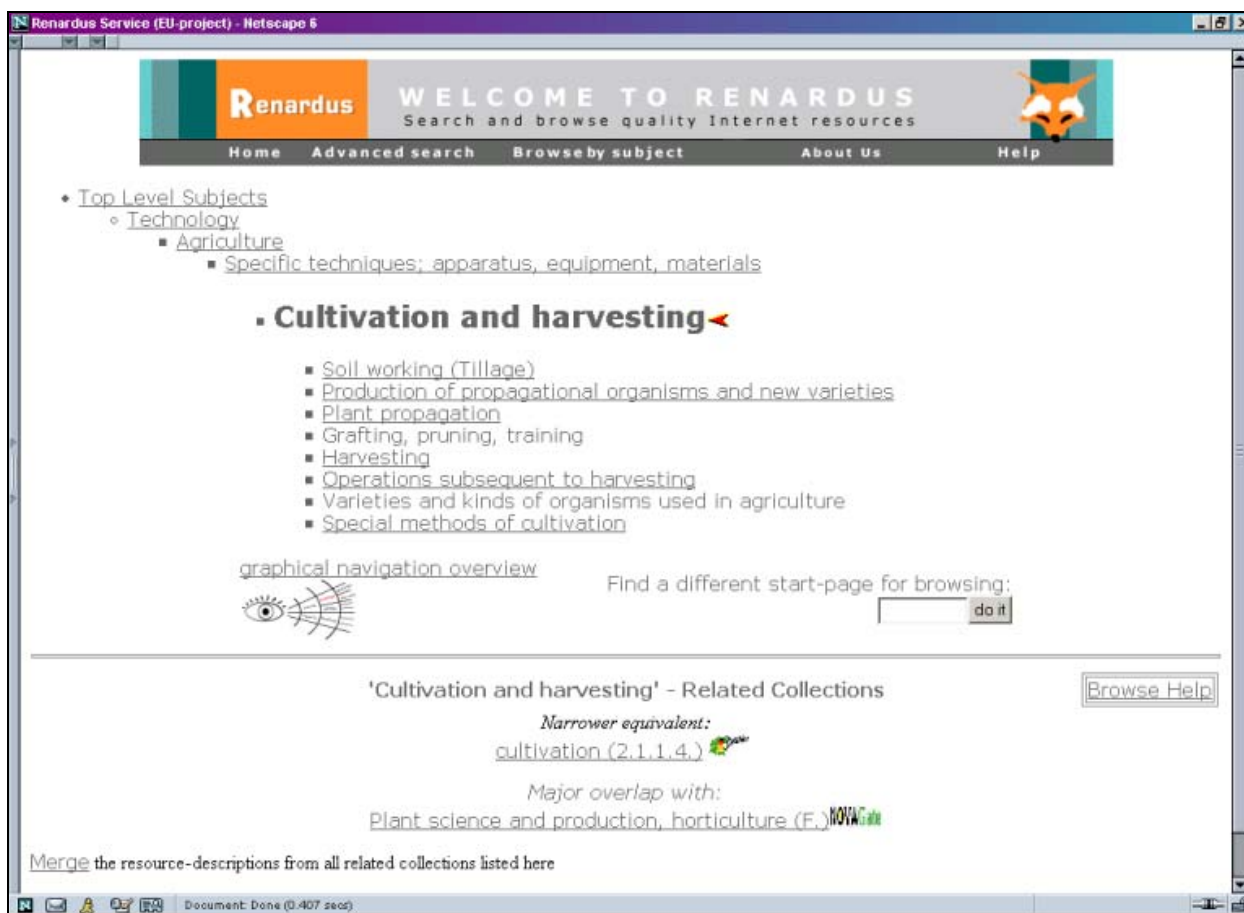 Renardus Service (EU-project) - Netscape 6
Renardus
WELCOME TO RENARDUS
Search and browse quality Internet resources
Home Advanced search Browse by subject About Us Help
Top Level Subjects
Technology
Agriculture
Specific techniques; apparatus, equipment, materials
Cultivation and harvesting
Soil working (Tillage)
Production of propagational organisms and new varieties
Plant propagation
Grafting, pruning, training
Harvesting
Operations subsequent to harvesting
Varieties and kinds of organisms used in agriculture
Special methods of cultivation
graphical navigation overview
Find a different start-page for browsing:
do it
'Cultivation and harvesting' - Related Collections
Browse Help
Narrower equivalent:
cultivation (2.1.1.4.)
Major overlap with:
Plant science and production, horticulture (F.) NOVAGate
Merge the resource-descriptions from all related collections listed here
Document: Done (0.407 secs)